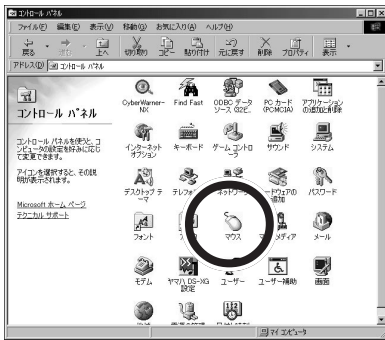 コントロール パネル
ファイル(F) 編集(E) 表示(V) 移動(G) お気に入り(A) ヘルプ(H)
戻る 進む 上へ 切り取り コピー 貼り付け 元に戻す 削除 プロパティ 表示
アドレス(D) コントロール パネル
コントロール パネル
コントロール パネルを使うと、コ
ンピュータの設定を好みに応じ
て変更できます。
アイコンを選択すると、その説
明が表示されます。
Microsoft ホーム ページ
テクニカル サポート
CyberWarner-NX Find Fast ODBC データ ソース (32ビ... PC カード (PCMCIA) アプリケーション の追加と削除
インターネット オプション キーボード ゲーム コントローラ サウンド システム
デスクトップ テーマ ネットワーク パスワード
フォント マウス メール
モデム ヤマハ DS-XG 設定 ユーザー ユーザー補助 画面
マイ コンピュータ